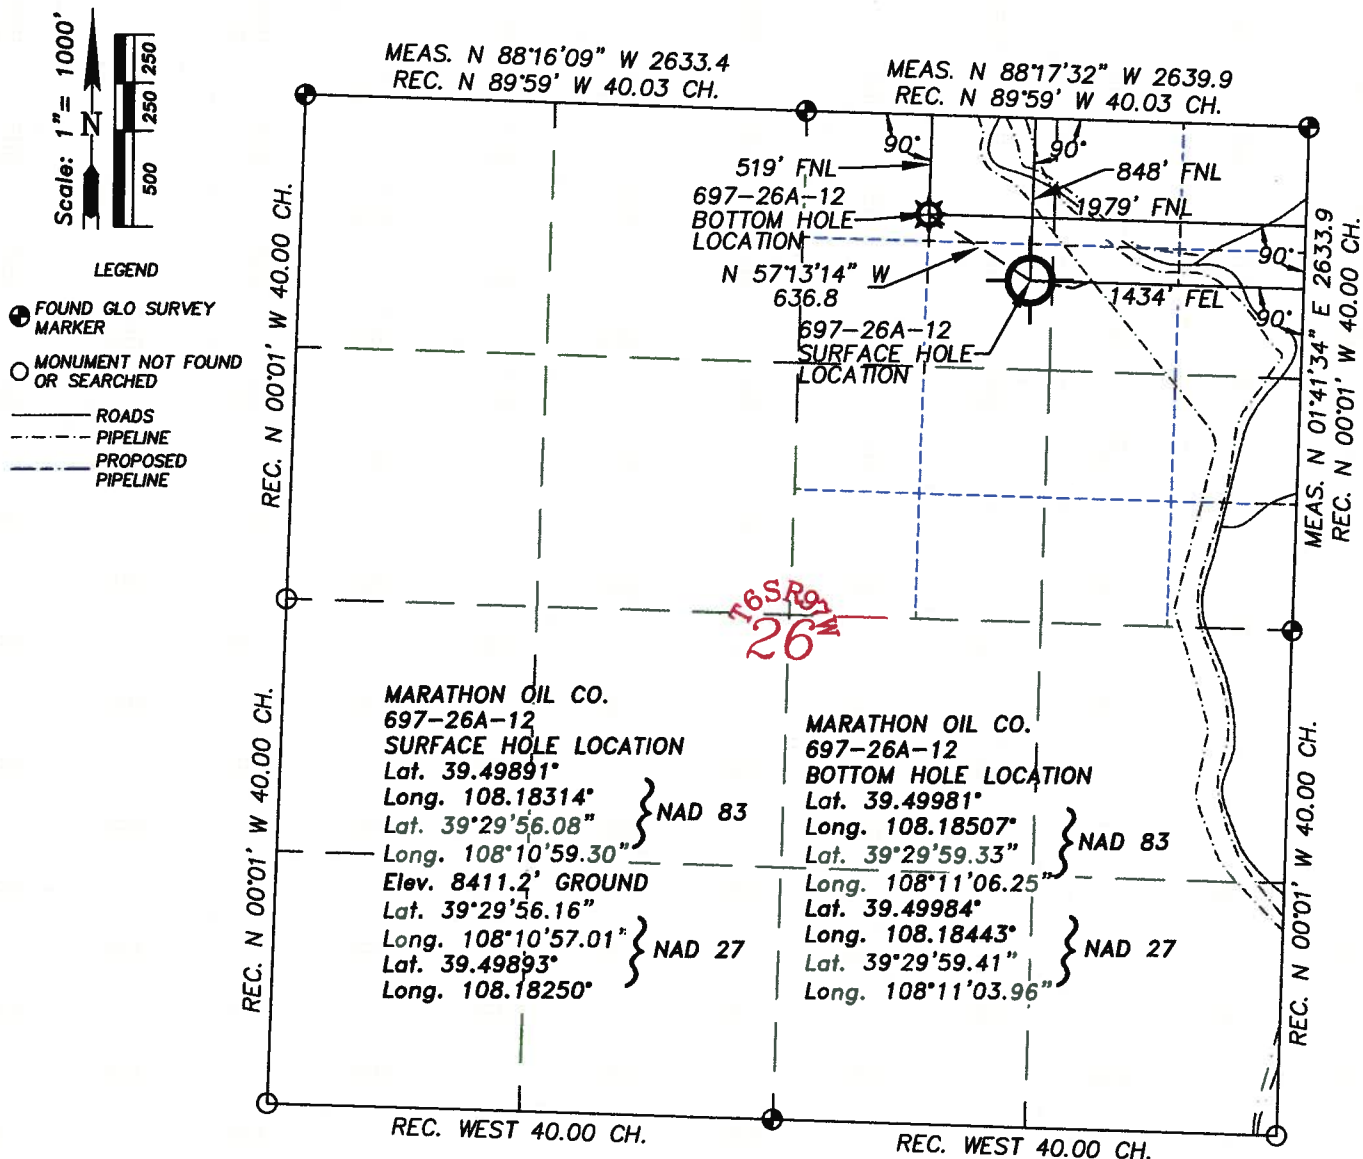 Scale: 1"= 1000'
N
500 250 250
LEGEND
FOUND GLO SURVEY
MARKER
MONUMENT NOT FOUND
OR SEARCHED
ROADS
PIPELINE
PROPOSED
PIPELINE
MEAS. N 88°16'09" W 2633.4
REC. N 89°59' W 40.03 CH.
MEAS. N 88°17'32" W 2639.9
REC. N 89°59' W 40.03 CH.
90°
90°
519' FNL
848' FNL
697-26A-12
BOTTOM HOLE
LOCATION
1979' FNL
90°
N 57°13'14" W
636.8
1434' FEL
90°
697-26A-12
SURFACE HOLE
LOCATION
REC. N 00°01' W 40.00 CH.
MEAS. N 01°41'34" E 2633.9
REC. N 00°01' W 40.00 CH.
T6SR97W
26
REC. N 00°01' W 40.00 CH.
REC. N 00°01' W 40.00 CH.
MARATHON OIL CO.
697-26A-12
SURFACE HOLE LOCATION
Lat. 39.49891°
Long. 108.18314°
NAD 83
Lat. 39°29'56.08"
Long. 108°10'59.30"
Elev. 8411.2' GROUND
Lat. 39°29'56.16"
Long. 108°10'57.01"
NAD 27
Lat. 39.49893°
Long. 108.18250°
MARATHON OIL CO.
697-26A-12
BOTTOM HOLE LOCATION
Lat. 39.49981°
Long. 108.18507°
NAD 83
Lat. 39°29'59.33"
Long. 108°11'06.25"
Lat. 39.49984°
Long. 108.18443°
NAD 27
Lat. 39°29'59.41"
Long. 108°11'03.96"
REC. WEST 40.00 CH.
REC. WEST 40.00 CH.